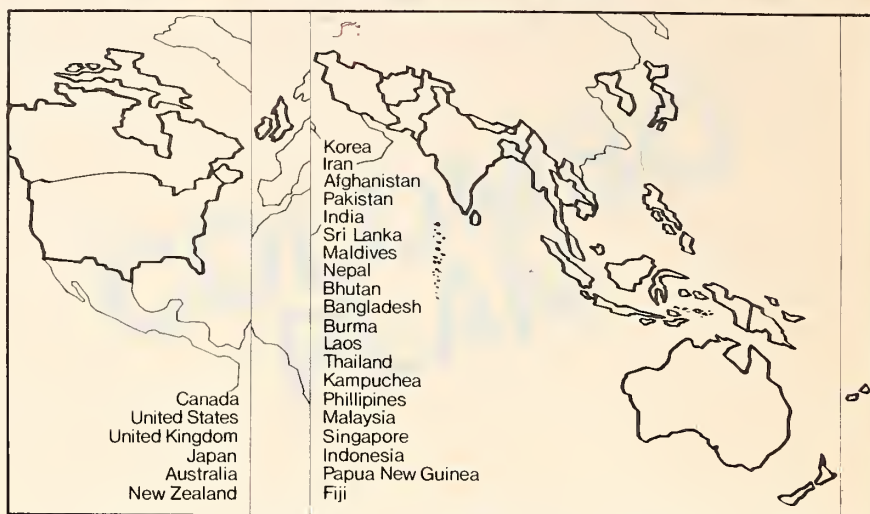 Canada
United States
United Kingdom
Japan
Australia
New Zealand
Korea
Iran
Afghanistan
Pakistan
India
Sri Lanka
Maldives
Nepal
Bhutan
Bangladesh
Burma
Laos
Thailand
Kampuchea
Phillipines
Malaysia
Singapore
Indonesia
Papua New Guinea
Fiji